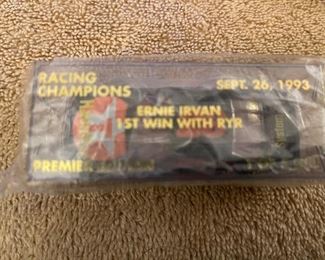 RACING
CHAMPIONS
SEPT. 26, 1993
ERNIE IRVAN
1ST WIN WITH RYR
PREMIER